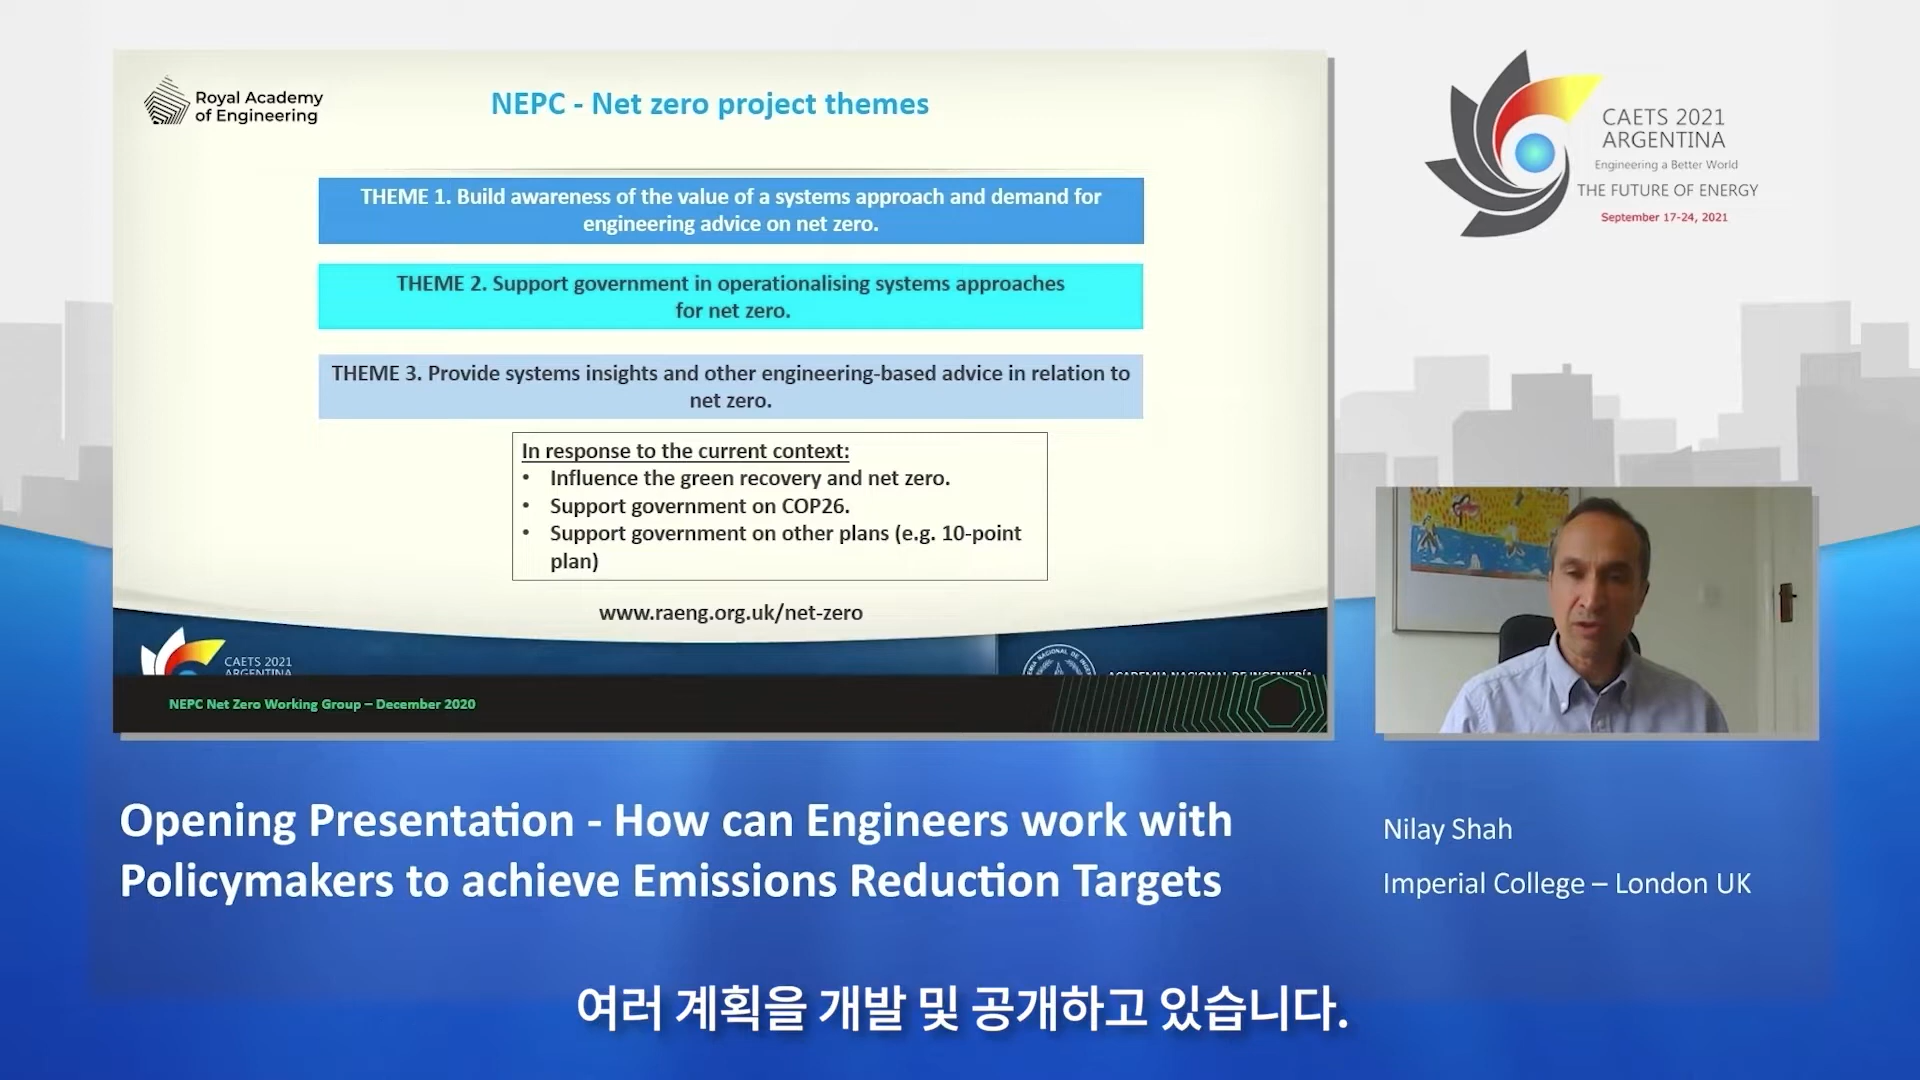 Royal Academy
of Engineering
NEPC - Net zero project themes
THEME 1. Build awareness of the value of a systems approach and demand for
engineering advice on net zero.
THEME 2. Support government in operationalising systems approaches
for net zero.
THEME 3. Provide systems insights and other engineering-based advice in relation to
net zero.
In response to the current context:
• Influence the green recovery and net zero.
• Support government on COP26.
• Support government on other plans (e.g. 10-point
plan)
www.raeng.org.uk/net-zero
CAETS 2021
ARGENTINA
ACADEMIA NACIONAL DE INGENIERÍA
NEPC Net Zero Working Group – December 2020
CAETS 2021
ARGENTINA
Engineering a Better World
THE FUTURE OF ENERGY
September 17-24, 2021
Opening Presentation - How can Engineers work with
Policymakers to achieve Emissions Reduction Targets
Nilay Shah
Imperial College – London UK
여러 계획을 개발 및 공개하고 있습니다.